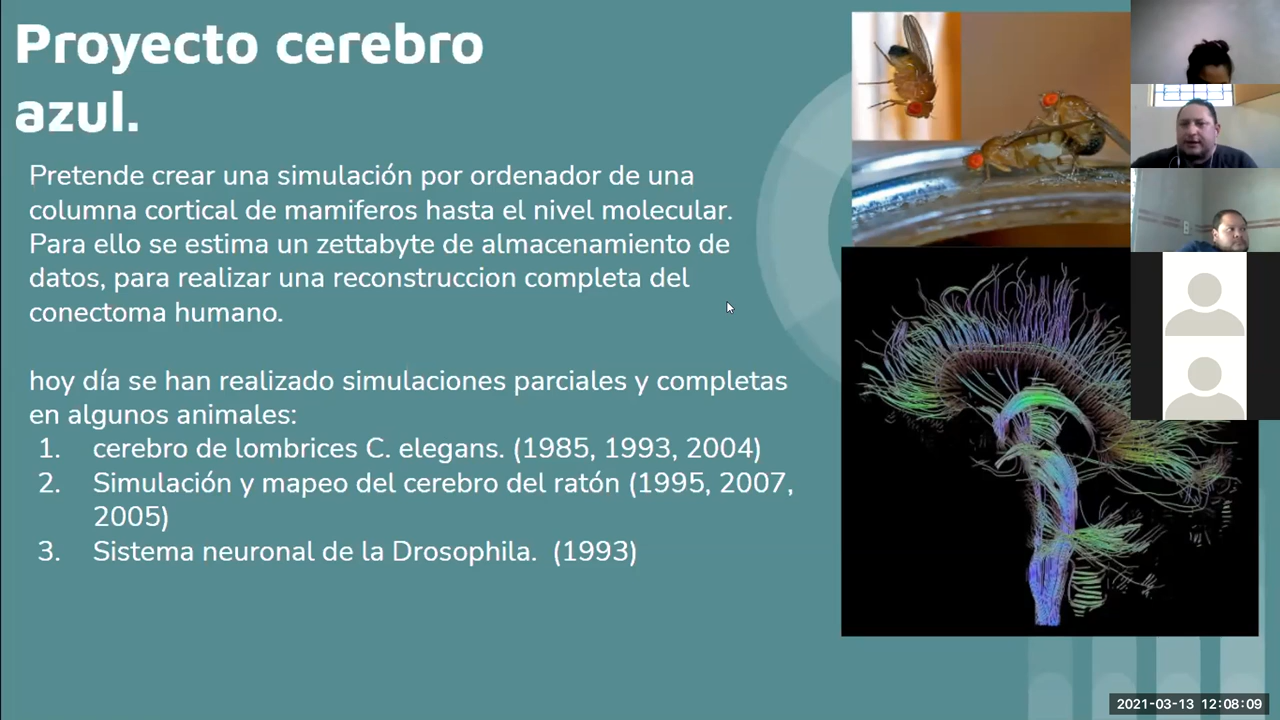 Proyecto cerebro
azul.
Pretende crear una simulación por ordenador de una
columna cortical de mamiferos hasta el nivel molecular.
Para ello se estima un zettabyte de almacenamiento de
datos, para realizar una reconstruccion completa del
conectoma humano.
hoy día se han realizado simulaciones parciales y completas
en algunos animales:
1. cerebro de lombrices C. elegans. (1985, 1993, 2004)
2. Simulación y mapeo del cerebro del ratón (1995, 2007,
2005)
3. Sistema neuronal de la Drosophila. (1993)
2021-03-13 12:08:09